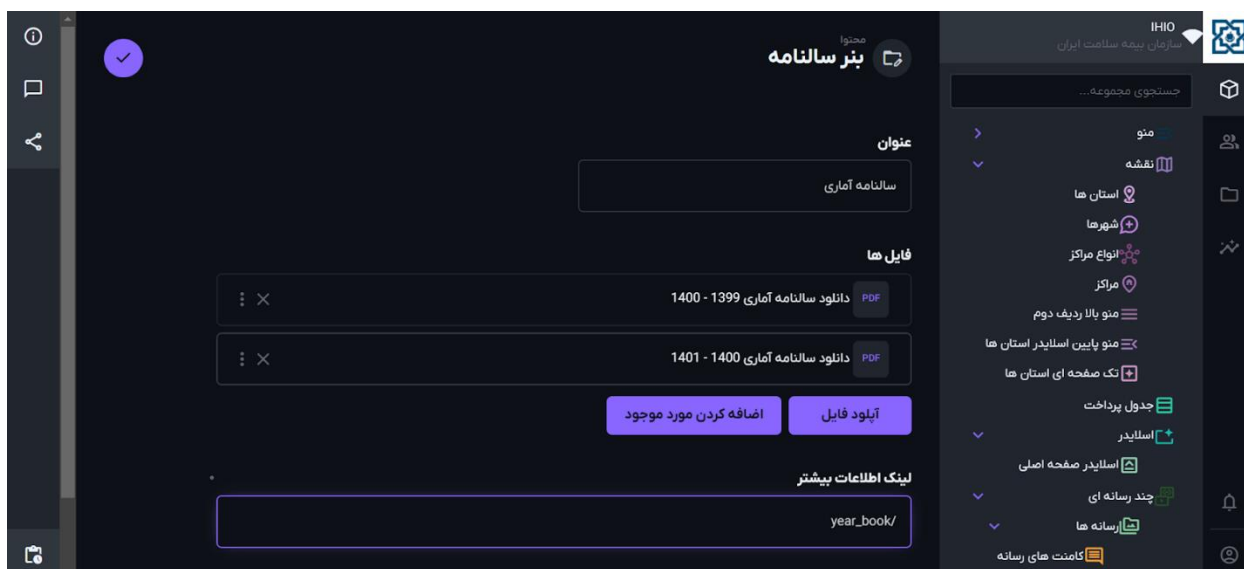 IHIO
سازمان بیمه سلامت ایران
جستجوی مجموعه...
منو
نقشه
استان ها
شهرها
انواع مراکز
مراکز
منو بالا ردیف دوم
منو پایین اسلایدر استان ها
تک صفحه ای استان ها
جدول پرداخت
اسلایدر
اسلایدر صفحه اصلی
چند رسانه ای
رسانه ها
کامنت های رسانه
محتوا
بنر سالنامه
عنوان
سالنامه آماری
فایل ها
PDF دانلود سالنامه آماری 1399 - 1400
PDF دانلود سالنامه آماری 1400 - 1401
آپلود فایل
اضافه کردن مورد موجود
لینک اطلاعات بیشتر
year_book/